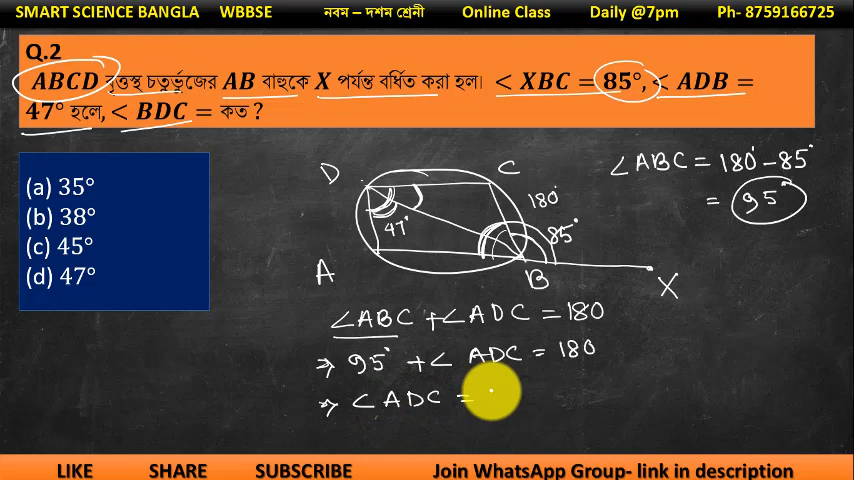 SMART SCIENCE BANGLA WBBSE নবম – দশম শ্রেনী Online Class Daily @7pm Ph- 8759166725
Q.2
ABCD বৃত্তস্থ চতুর্ভুজের AB বাহুকে X পর্যন্ত বর্ধিত করা হল। < XBC = 85°, < ADB =
47° হলে, < BDC = কত ?
(a) 35°
(b) 38°
(c) 45°
(d) 47°
D
C
180°
47°
85°
A
B
X
∠ABC = 180° – 85°
= 95°
∠ABC + ∠ADC = 180
⇒ 95° + ∠ADC = 180
⇒ ∠ADC =
LIKE SHARE SUBSCRIBE Join WhatsApp Group- link in description